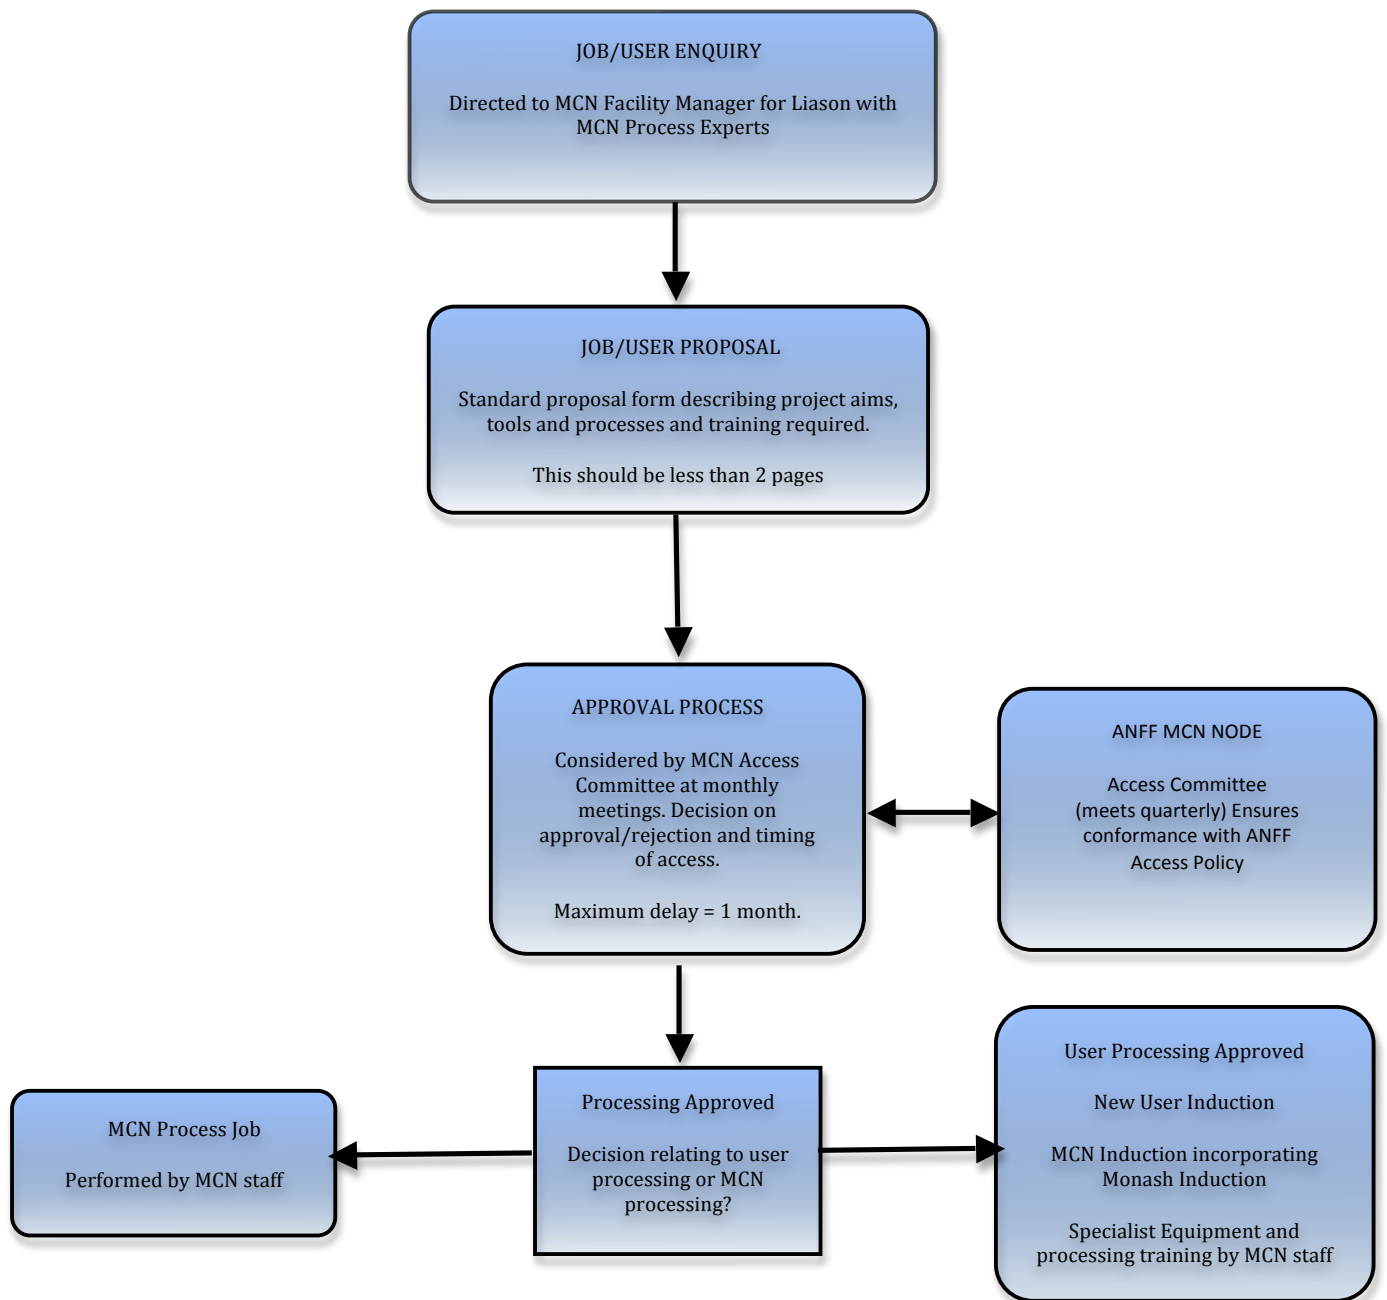 JOB/USER ENQUIRY
Directed to MCN Facility Manager for Liason with
MCN Process Experts
JOB/USER PROPOSAL
Standard proposal form describing project aims,
tools and processes and training required.
This should be less than 2 pages
APPROVAL PROCESS
Considered by MCN Access
Committee at monthly
meetings. Decision on
approval/rejection and timing
of access.
Maximum delay = 1 month.
ANFF MCN NODE
Access Committee
(meets quarterly) Ensures
conformance with ANFF
Access Policy
MCN Process Job
Performed by MCN staff
Processing Approved
Decision relating to user
processing or MCN
processing?
User Processing Approved
New User Induction
MCN Induction incorporating
Monash Induction
Specialist Equipment and
processing training by MCN staff